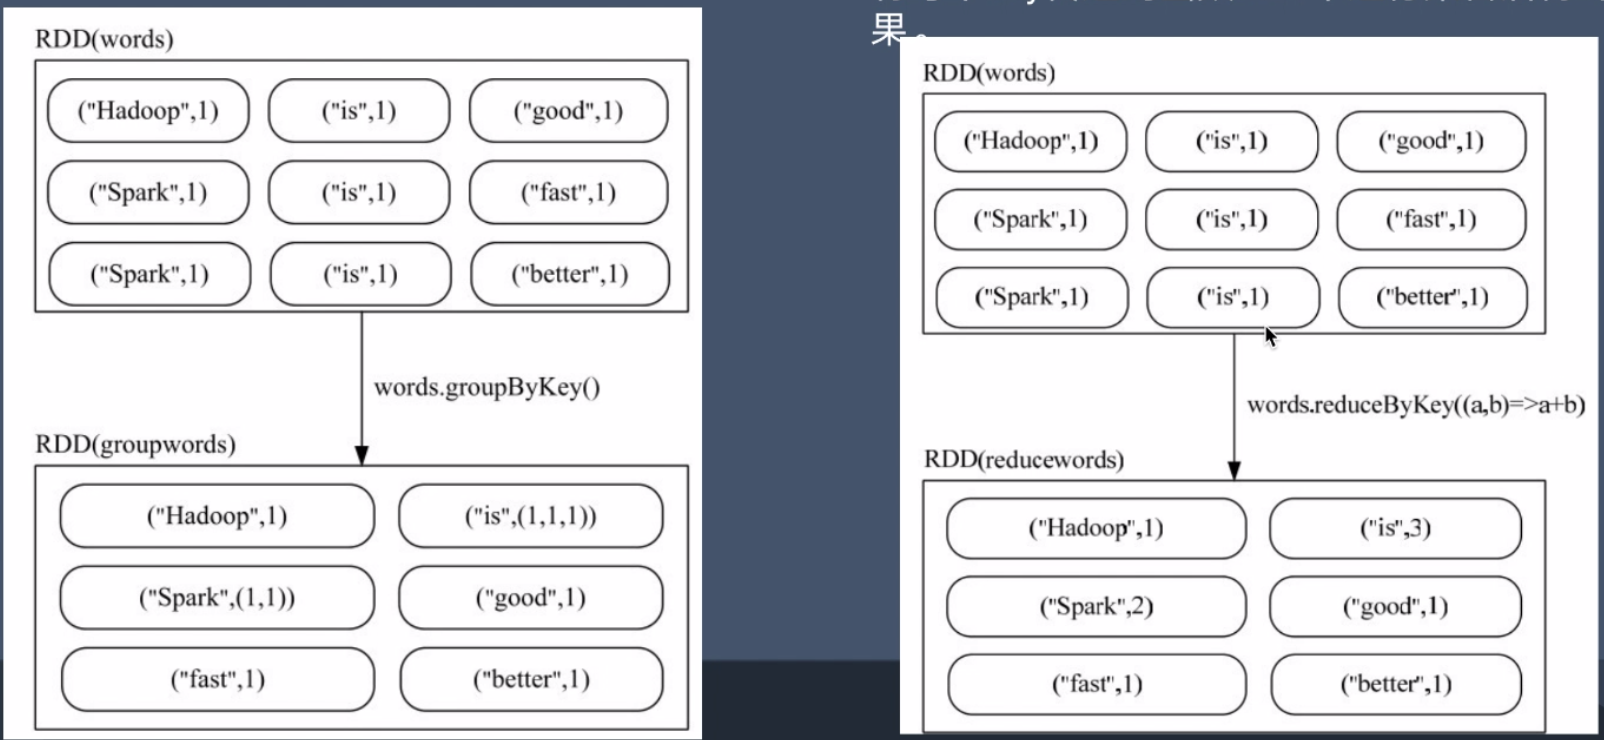 RDD(words)
("Hadoop",1) ("is",1) ("good",1)
("Spark",1) ("is",1) ("fast",1)
("Spark",1) ("is",1) ("better",1)
words.groupByKey()
RDD(groupwords)
("Hadoop",1) ("is",(1,1,1))
("Spark",(1,1)) ("good",1)
("fast",1) ("better",1)
果。
RDD(words)
("Hadoop",1) ("is",1) ("good",1)
("Spark",1) ("is",1) ("fast",1)
("Spark",1) ("is",1) ("better",1)
words.reduceByKey((a,b)=>a+b)
RDD(reducewords)
("Hadoop",1) ("is",3)
("Spark",2) ("good",1)
("fast",1) ("better",1)